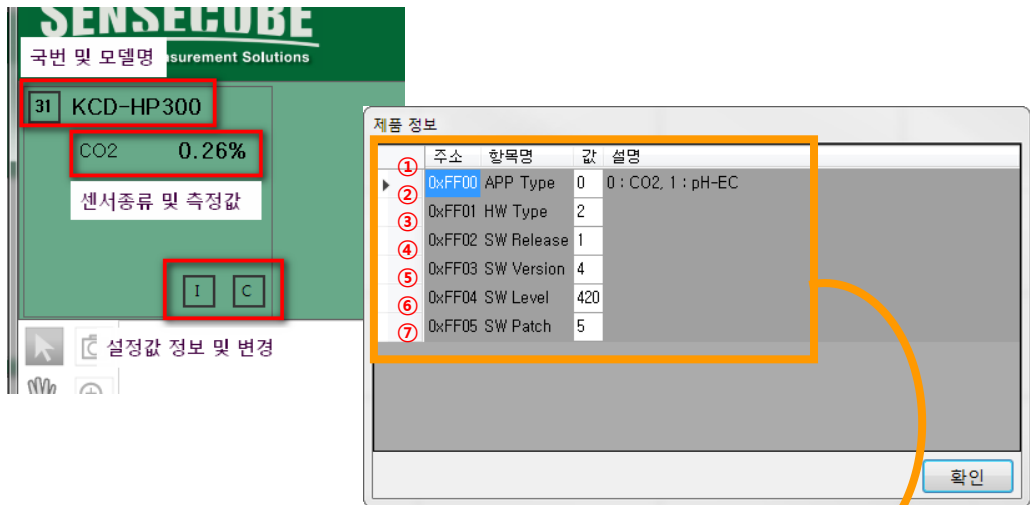 SENSECUBE
국번 및 모델명
surement Solutions
31 KCD-HP300
CO2 0.26%
센서종류 및 측정값
I C
설정값 정보 및 변경
제품 정보
주소 항목명 값 설명
① 0xFF00 APP Type 0 0 : CO2, 1 : pH-EC
② 0xFF01 HW Type 2
③ 0xFF02 SW Release 1
④ 0xFF03 SW Version 4
⑤ 0xFF04 SW Level 420
⑥ 0xFF05 SW Patch 5
⑦
확인